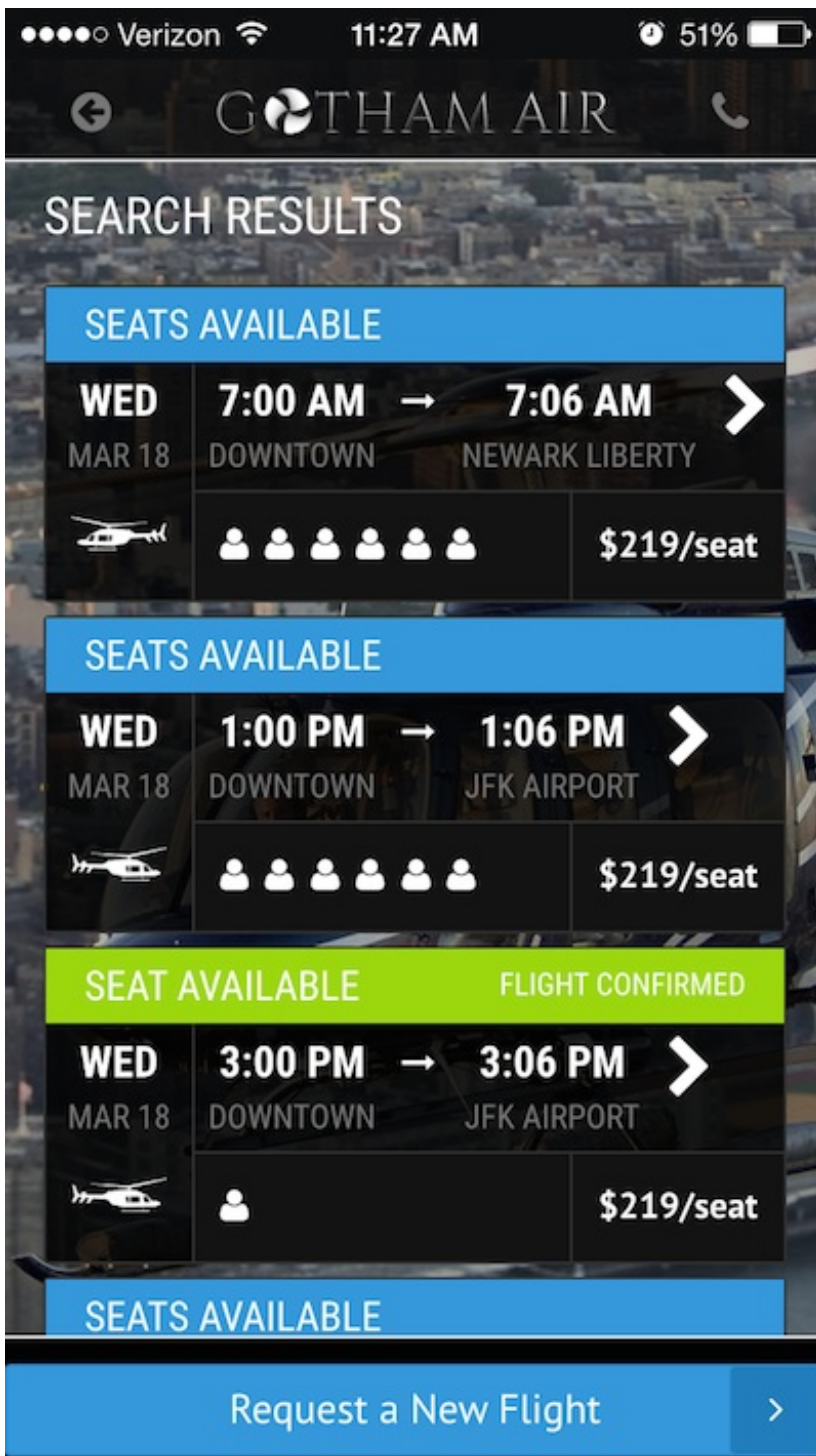 Verizon 11:27 AM 51%
GOTHAM AIR
SEARCH RESULTS
SEATS AVAILABLE
WED 7:00 AM → 7:06 AM
MAR 18 DOWNTOWN NEWARK LIBERTY
$219/seat
SEATS AVAILABLE
WED 1:00 PM → 1:06 PM
MAR 18 DOWNTOWN JFK AIRPORT
$219/seat
SEAT AVAILABLE FLIGHT CONFIRMED
WED 3:00 PM → 3:06 PM
MAR 18 DOWNTOWN JFK AIRPORT
$219/seat
SEATS AVAILABLE
Request a New Flight